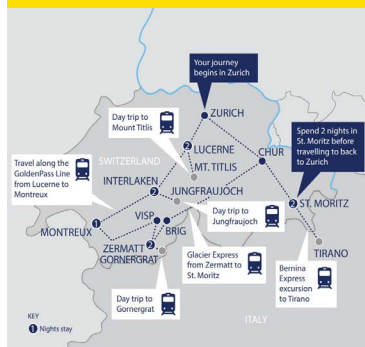 Your journey
begins in Zurich
Day trip to
Mount Titlis
ZURICH
Spend 2 nights in
St. Moritz before
travelling to back
to Zurich
Travel along the
GoldenPass Line
from Lucerne to
Montreux
SWITZERLAND
2
LUCERNE
CHUR
MT. TITLIS
INTERLAKEN
2
JUNGFRAUJOCH
2
ST. MORITZ
VISP
BRIG
Day trip to
Jungfraujoch
1
MONTREUX
ZERMATT
2
GORNERGRAT
Glacier Express
from Zermatt to
St. Moritz
TIRANO
Day trip to
Gornergrat
Bernina
Express
excursion
to Tirano
ITALY
KEY
1 Nights stay